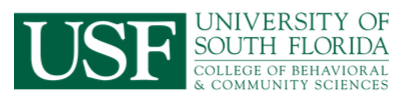 USF
UNIVERSITY OF
SOUTH FLORIDA
COLLEGE OF BEHAVIORAL
& COMMUNITY SCIENCES